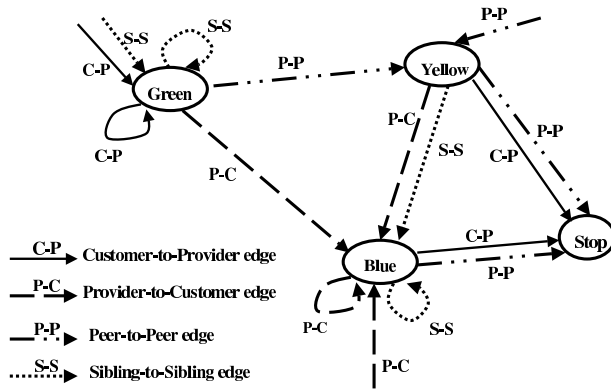 P-P
S-S
S-S
C-P
Green
P-P
Yellow
C-P
P-C
S-S
C-P
P-P
P-C
Blue
C-P
P-P
Stop
P-C
S-S
P-C
C-P Customer-to-Provider edge
P-C Provider-to-Customer edge
P-P Peer-to-Peer edge
S-S Sibling-to-Sibling edge